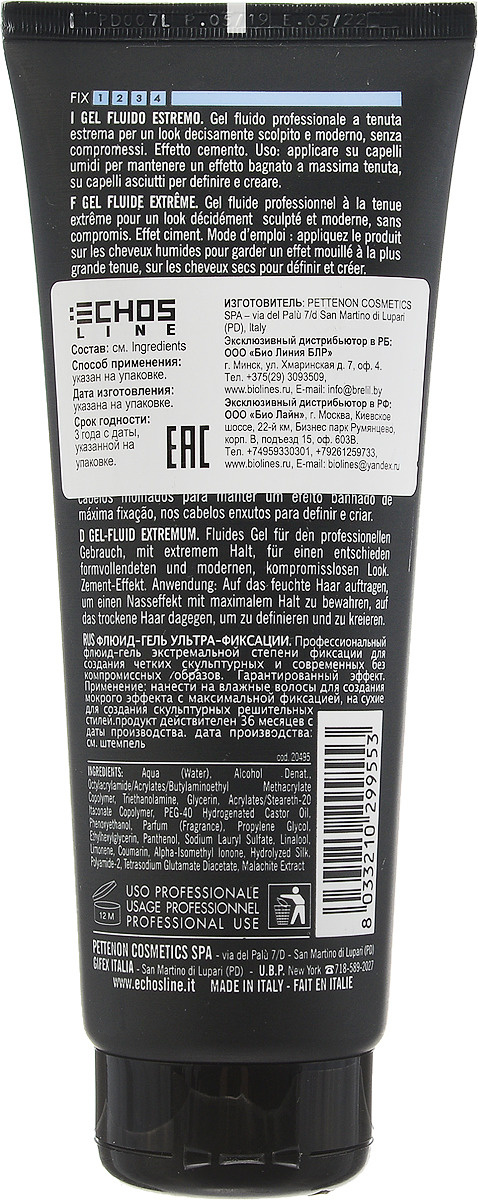 PD007L P.05/19 E.05/22
FIX 1 2 3 4
I GEL FLUIDO ESTREMO. Gel fluido professionale a tenuta
estrema per un look decisamente scolpito e moderno, senza
compromessi. Effetto cemento. Uso: applicare su capelli
umidi per mantenere un effetto bagnato a massima tenuta,
su capelli asciutti per definire e creare.
F GEL FLUIDE EXTRÊME. Gel fluide professionnel à la tenue
extrême pour un look décidément sculpté et moderne, sans
compromis. Effet ciment. Mode d'emploi : appliquez le produit
sur les cheveux humides pour garder un effet mouillé à la plus
grande tenue, sur les cheveux secs pour définir et créer.
ECHOS
LINE
Состав: см. Ingredients
Способ применения:
указан на упаковке.
Дата изготовления:
указана на упаковке.
Срок годности:
3 года с даты,
указанной на
упаковке.
EAC
ИЗГОТОВИТЕЛЬ: PETTENON COSMETICS
SPA – via del Palù 7/d San Martino di Lupari
(PD), Italy
Эксклюзивный дистрибьютор в РБ:
ООО «Био Линия БЛР»
г. Минск, ул. Хмаринская д. 7, оф. 4.
Тел. +375(29) 3093509,
www.biolines.ru, E-mail: info@brelil.by
Эксклюзивный дистрибьютор в РФ:
ООО «Био Лайн», г. Москва, Киевское
шоссе, 22-й км, Бизнес парк Румянцево,
корп. В, подъезд 15, оф. 603В.
Тел. +74959330301, +79261259733,
www.biolines.ru, E-mail: biolines@yandex.ru
cabelos molhados para manter um efeito banhado de
máxima fixação, nos cabelos enxutos para definir e criar.
D GEL-FLUID EXTREMUM. Fluides Gel für den professionellen
Gebrauch, mit extremem Halt, für einen entschieden
formvollendeten und modernen, kompromisslosen Look.
Zement-Effekt. Anwendung: Auf das feuchte Haar auftragen,
um einen Nasseffekt mit maximalem Halt zu bewahren, auf
das trockene Haar dagegen, um zu definieren und zu kreieren.
RUS ФЛЮИД-ГЕЛЬ УЛЬТРА-ФИКСАЦИИ. Профессиональный
флюид-гель экстремальной степени фиксации для
создания четких скульптурных и современных без
компромиссных /образов. Гарантированный эффект.
Применение: нанести на влажные волосы для создания
мокрого эффекта с максимальной фиксацией, на сухие
для создания скульптурных решительных
стилей.продукт действителен 36 месяцев с
даты производства. дата производства:
см. штемпель
cod. 20495
INGREDIENTS: Aqua (Water), Alcohol Denat.,
Octylacrylamide/Acrylates/Butylaminoethyl Methacrylate
Copolymer, Triethanolamine, Glycerin, Acrylates/Steareth-20
Itaconate Copolymer, PEG-40 Hydrogenated Castor Oil,
Phenoxyethanol, Parfum (Fragrance), Propylene Glycol,
Ethylhexylglycerin, Panthenol, Sodium Lauryl Sulfate, Linalool,
Limonene, Coumarin, Alpha-Isomethyl Ionone, Hydrolyzed Silk,
Polyamide-2, Tetrasodium Glutamate Diacetate, Malachite Extract
8 033210 299553
12 M
USO PROFESSIONALE
USAGE PROFESSIONNEL
PROFESSIONAL USE
PETTENON COSMETICS SPA - via del Palù 7/D - San Martino di Lupari (PD)
GIFEX ITALIA - San Martino di Lupari (PD) - U.B.P. New York ☎718-589-2027
www.echosline.it MADE IN ITALY - FAIT EN ITALIE